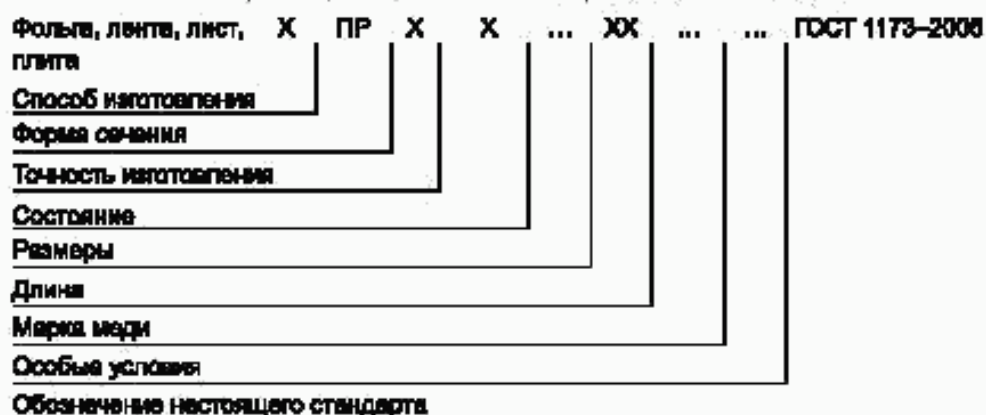 Фольга, лента, лист, Х ПР Х Х ... ХХ ... ... ГОСТ 1173–2006
плита
Способ изготовления
Форма сечения
Точность изготовления
Состояние
Размеры
Длина
Марка меди
Особые условия
Обозначение настоящего стандарта